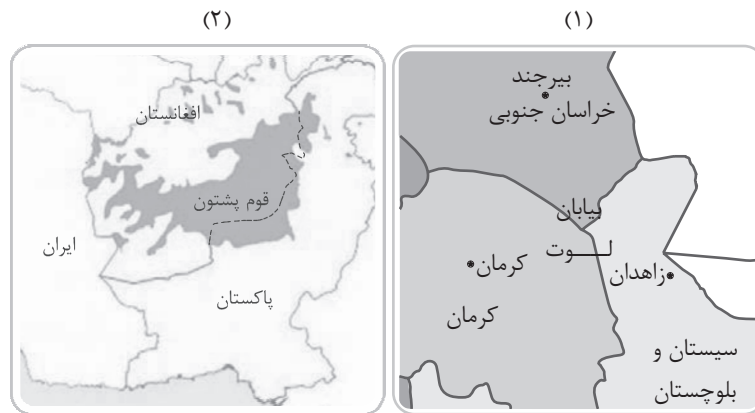 (۱)
بیرجند
خراسان جنوبی
بیابان
لـــوت
کرمان
کرمان
زاهدان
سیستان و
بلوچستان
(۲)
افغانستان
قوم پشتون
ایران
پاکستان